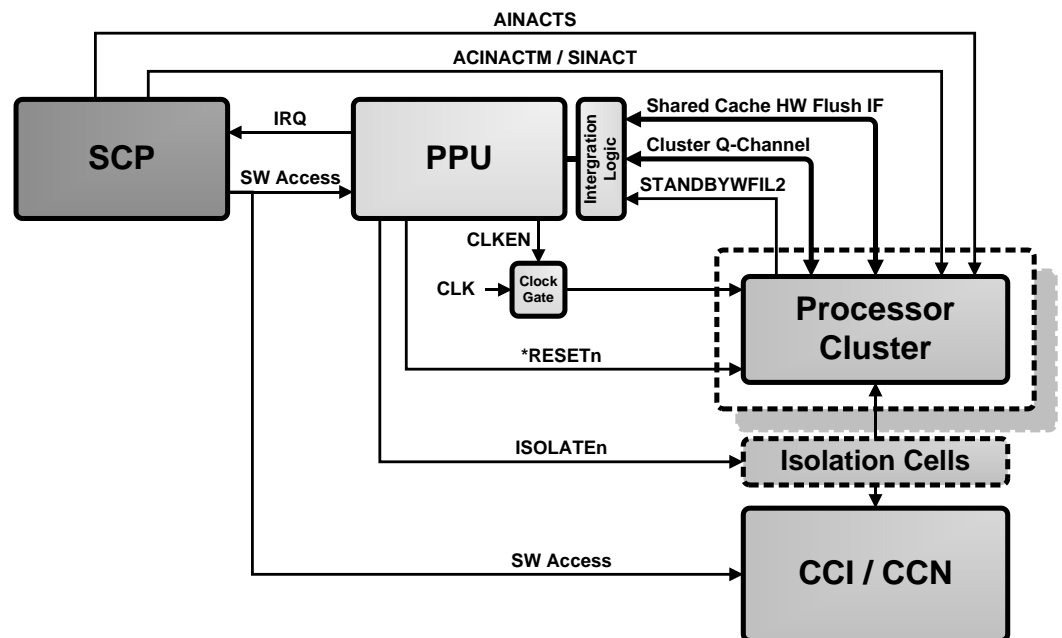 AINACTS
ACINACTM / SINACT
SCP
IRQ
SW Access
PPU
Intergration
Logic
Shared Cache HW Flush IF
Cluster Q-Channel
STANDBYWFIL2
CLKEN
CLK
Clock
Gate
Processor
Cluster
*RESETn
ISOLATEn
Isolation Cells
SW Access
CCI / CCN